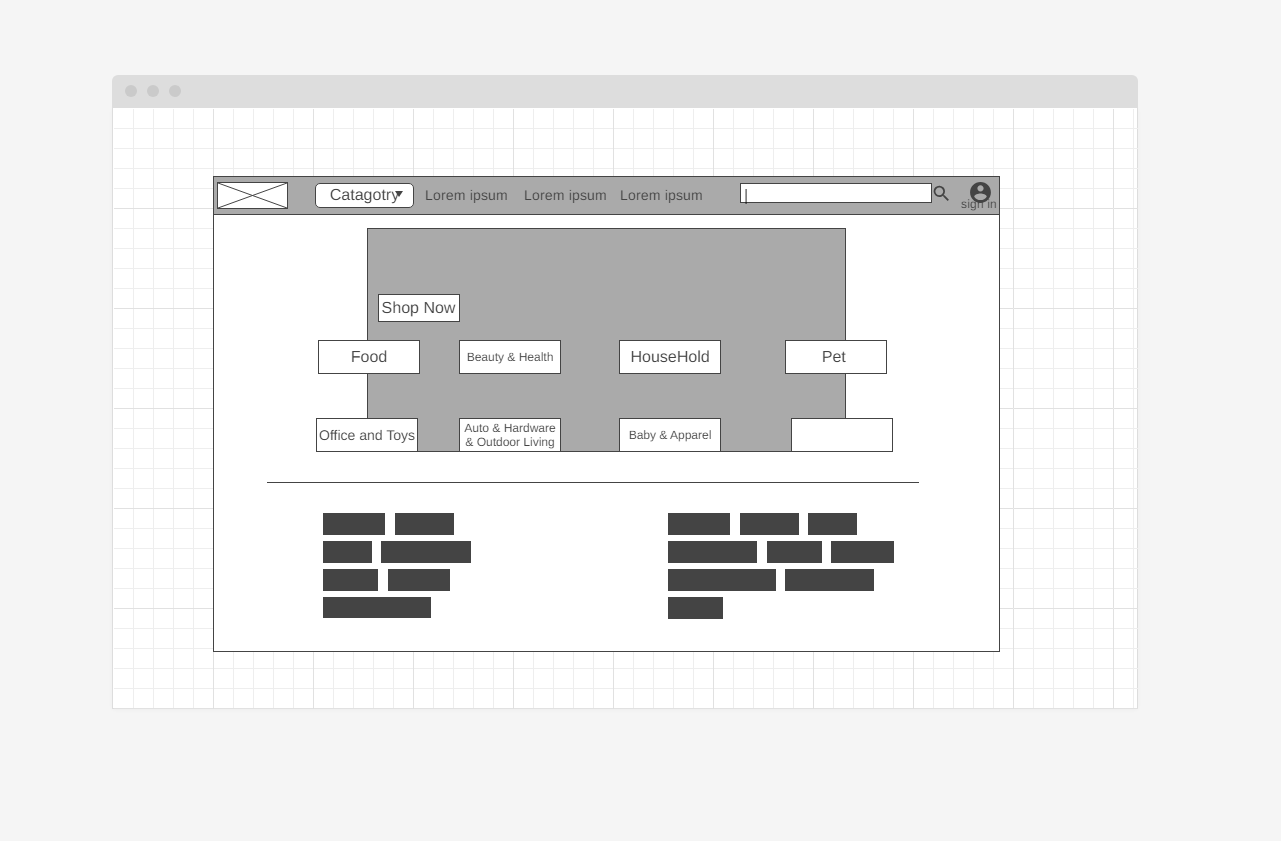 Catagotry
Lorem ipsum
Lorem ipsum
Lorem ipsum
sign in
Shop Now
Food
Beauty & Health
HouseHold
Pet
Office and Toys
Auto & Hardware
& Outdoor Living
Baby & Apparel